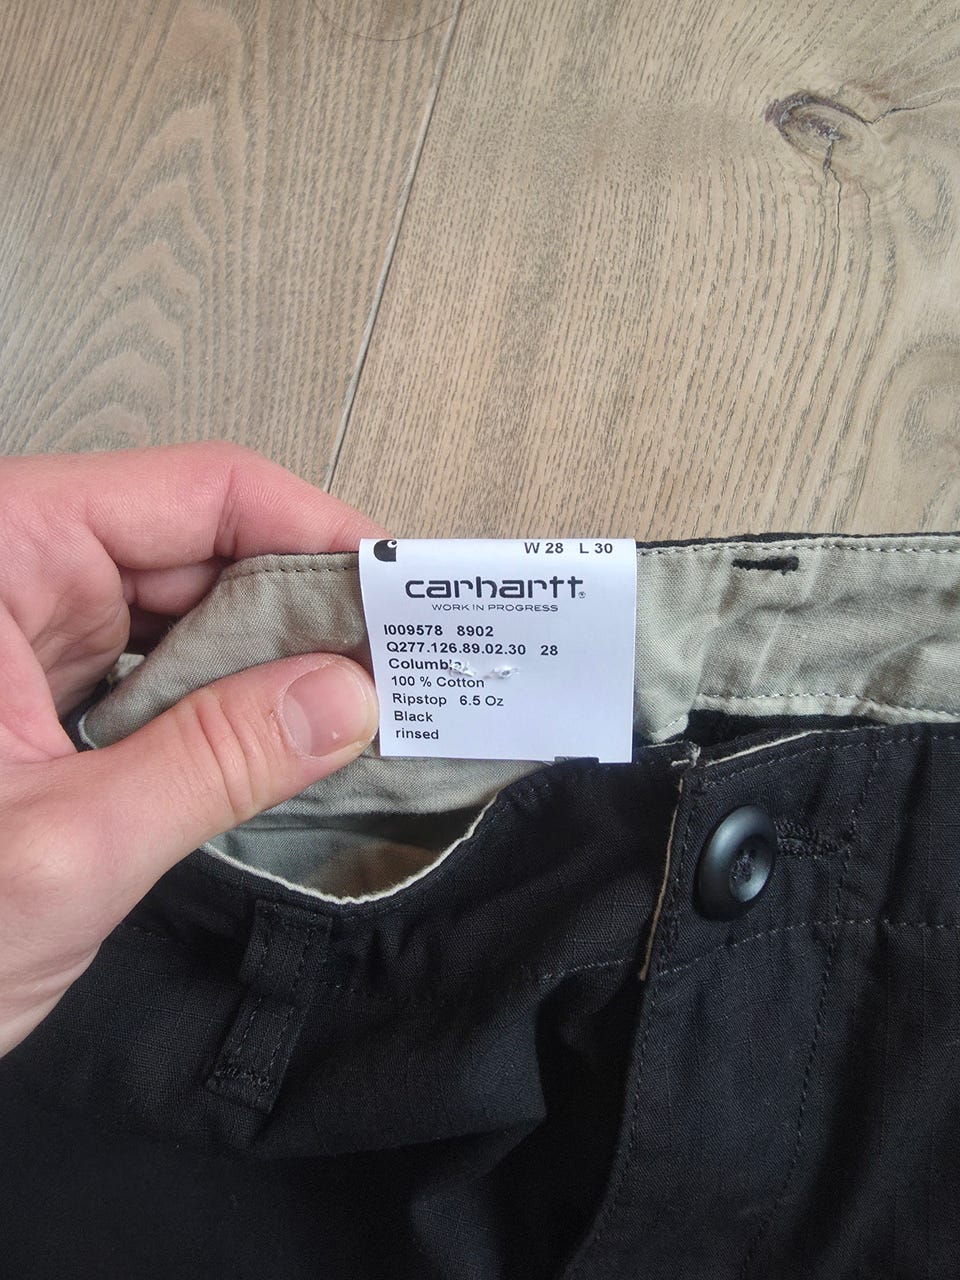 W 28 L 30
carhartt®
WORK IN PROGRESS
I009578 8902
Q277.126.89.02.30 28
Columbia
100 % Cotton
Ripstop 6.5 Oz
Black
rinsed